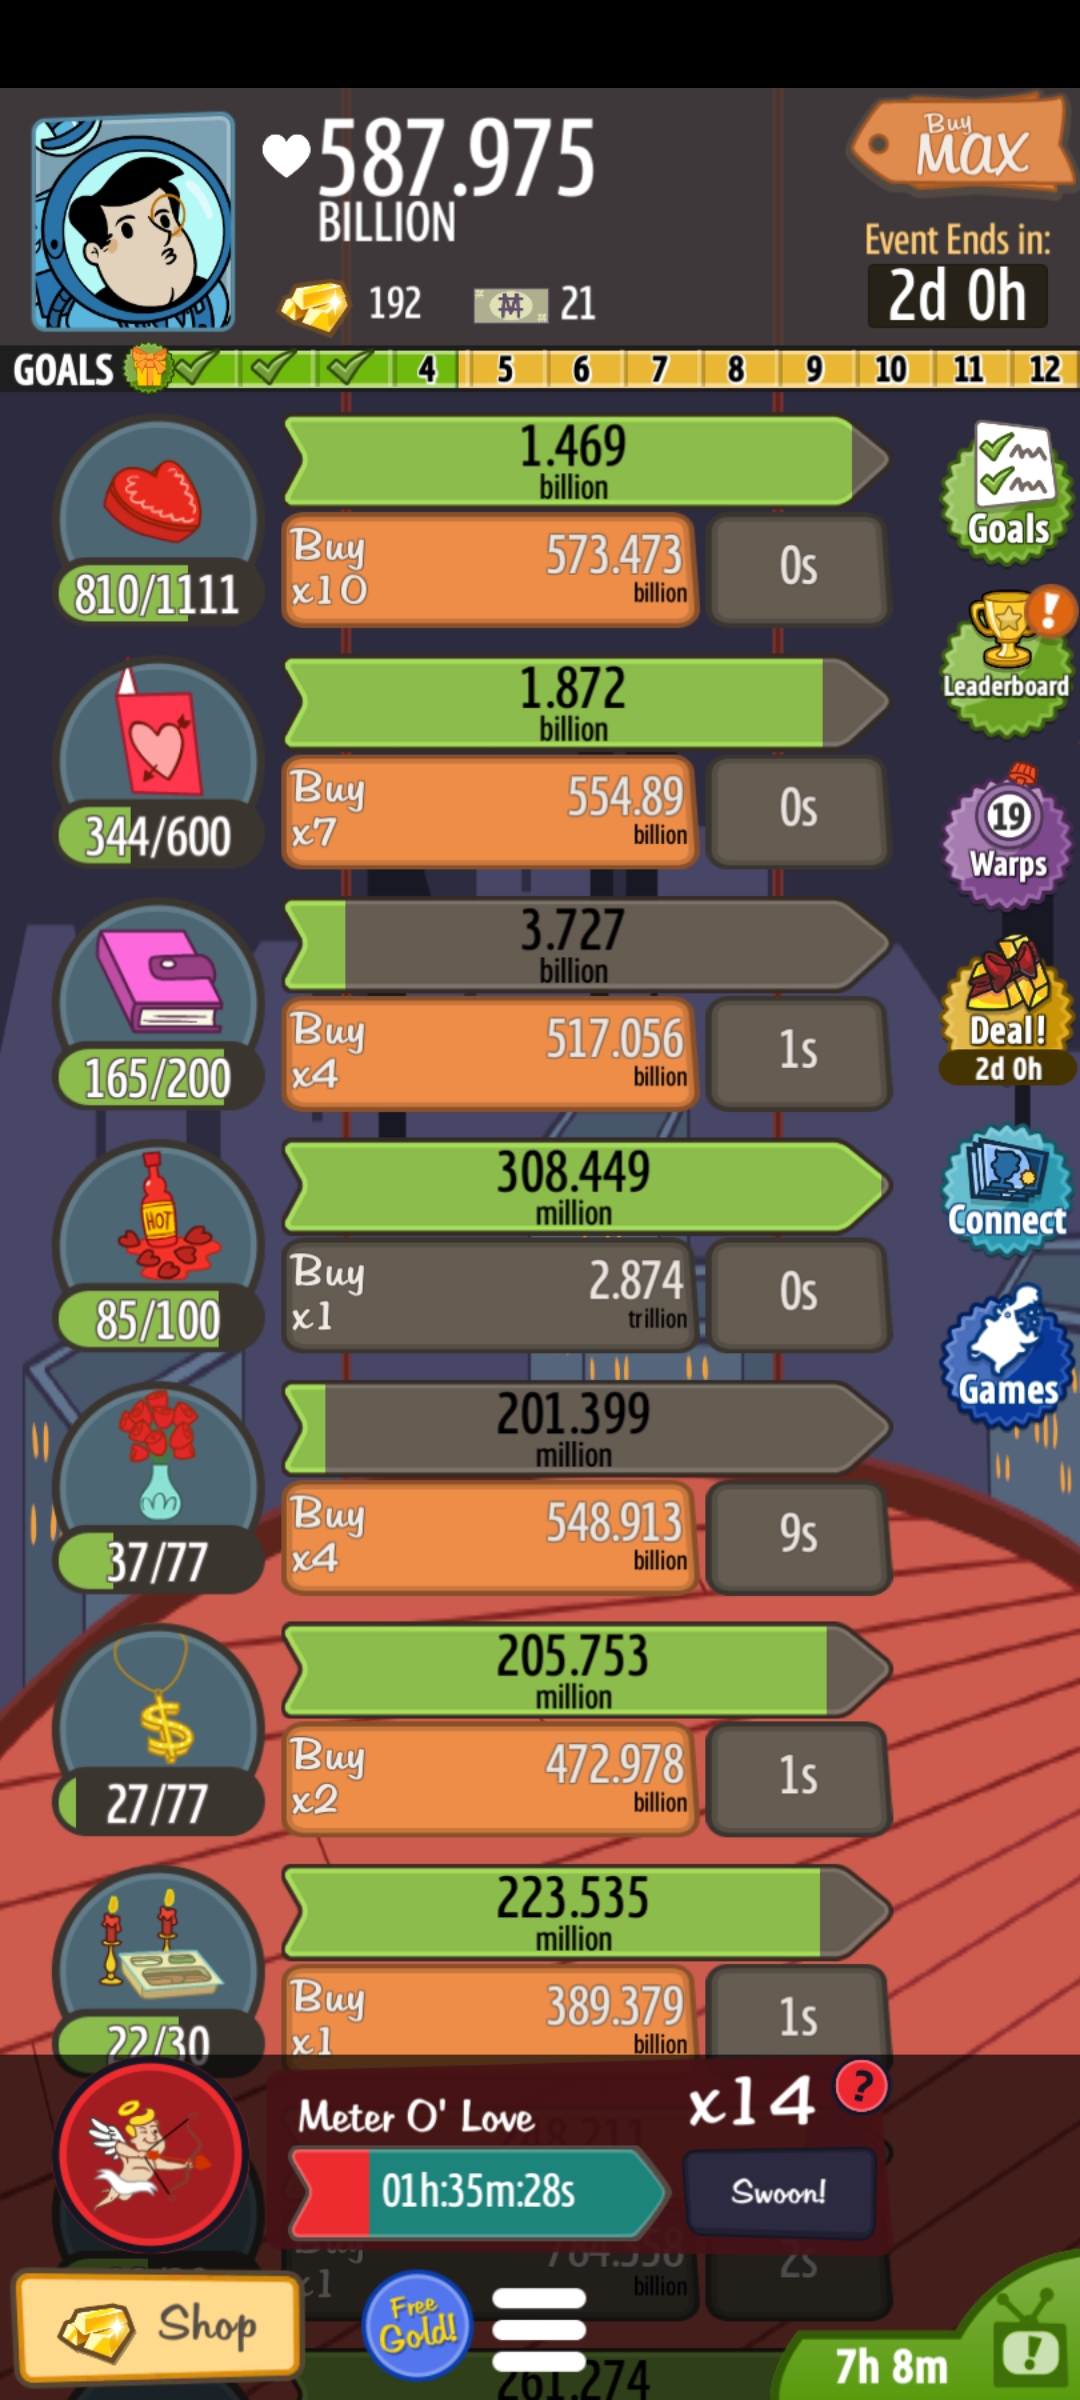 587.975
BILLION
192
21
Buy
MAX
Event Ends in:
2d 0h
GOALS 4 5 6 7 8 9 10 11 12
1.469
billion
Buy
x10
573.473
billion
0s
810/1111
Goals
1.872
billion
Buy
x7
554.89
billion
0s
344/600
!
Leaderboard
3.727
billion
Buy
x4
517.056
billion
1s
165/200
19
Warps
Deal!
2d 0h
HOT
308.449
million
Buy
x1
2.874
trillion
0s
85/100
Connect
201.399
million
Buy
x4
548.913
billion
9s
37/77
Games
205.753
million
Buy
x2
472.978
billion
1s
27/77
223.535
million
Buy
x1
389.379
billion
1s
22/30
Meter O' Love
x14
?
01h:35m:28s
Swoon!
Buy
x1
billion
2s
Shop
Free
Gold!
261.274
7h 8m
!